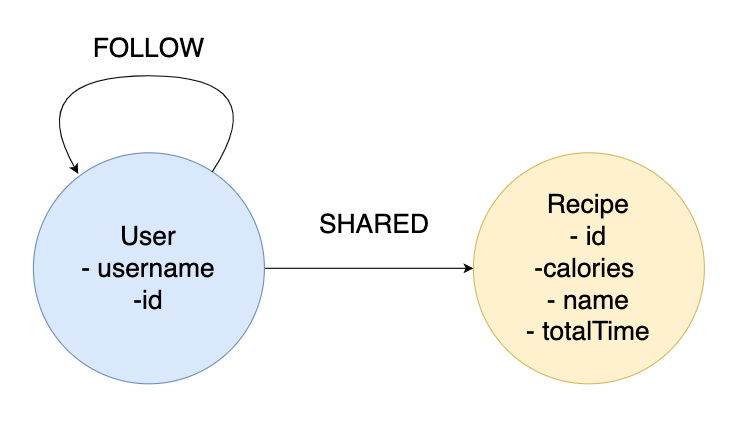 FOLLOW
SHARED
User
- username
-id
Recipe
- id
-calories
- name
- totalTime